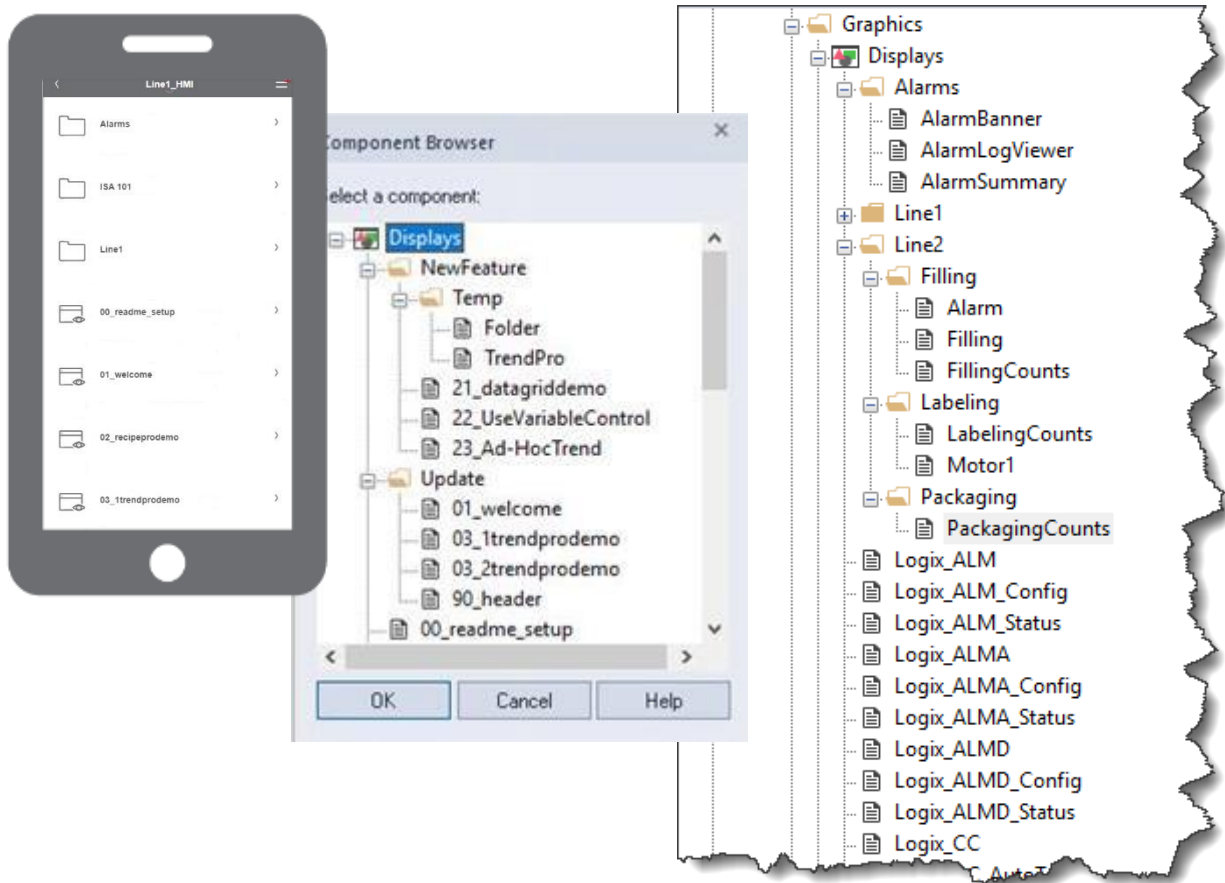 Line1_HMI
Alarms
ISA 101
Line1
00_readme_setup
01_welcome
02_recipeprodemo
03_1trendprodemo
Component Browser
Select a component:
Displays
NewFeature
Temp
Folder
TrendPro
21_datagriddemo
22_UseVariableControl
23_Ad-HocTrend
Update
01_welcome
03_1trendprodemo
03_2trendprodemo
90_header
00_readme_setup
OK
Cancel
Help
Graphics
Displays
Alarms
AlarmBanner
AlarmLogViewer
AlarmSummary
Line1
Line2
Filling
Alarm
Filling
FillingCounts
Labeling
LabelingCounts
Motor1
Packaging
PackagingCounts
Logix_ALM
Logix_ALM_Config
Logix_ALM_Status
Logix_ALMA
Logix_ALMA_Config
Logix_ALMA_Status
Logix_ALMD
Logix_ALMD_Config
Logix_ALMD_Status
Logix_CC